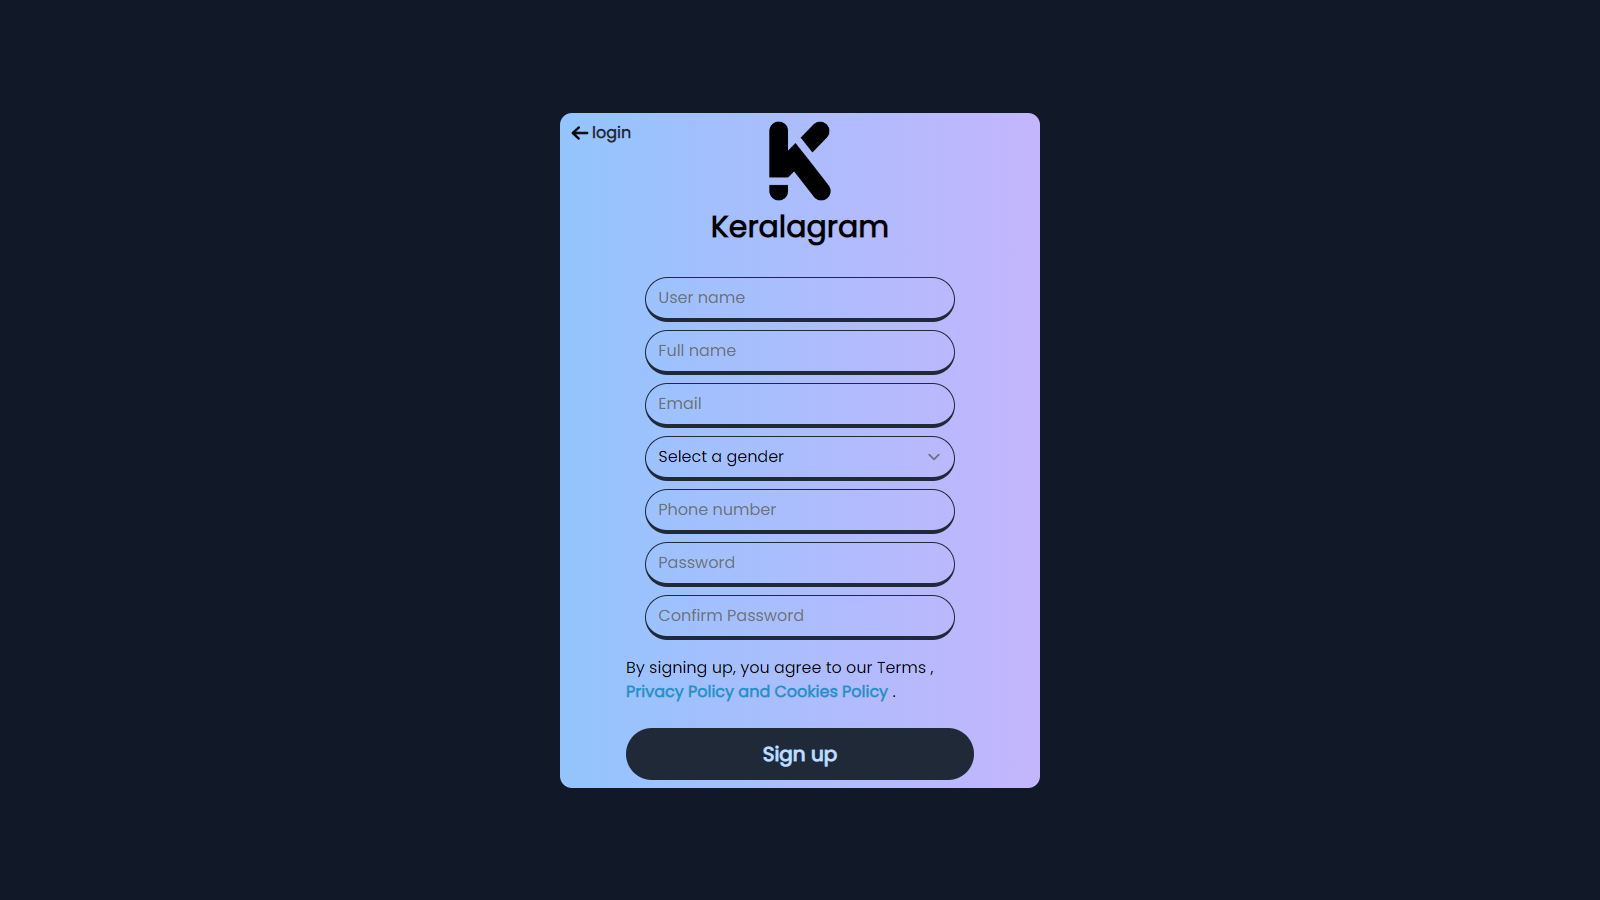 login
Keralagram
User name
Full name
Email
Select a gender
Phone number
Password
Confirm Password
By signing up, you agree to our Terms ,
Privacy Policy and Cookies Policy .
Sign up